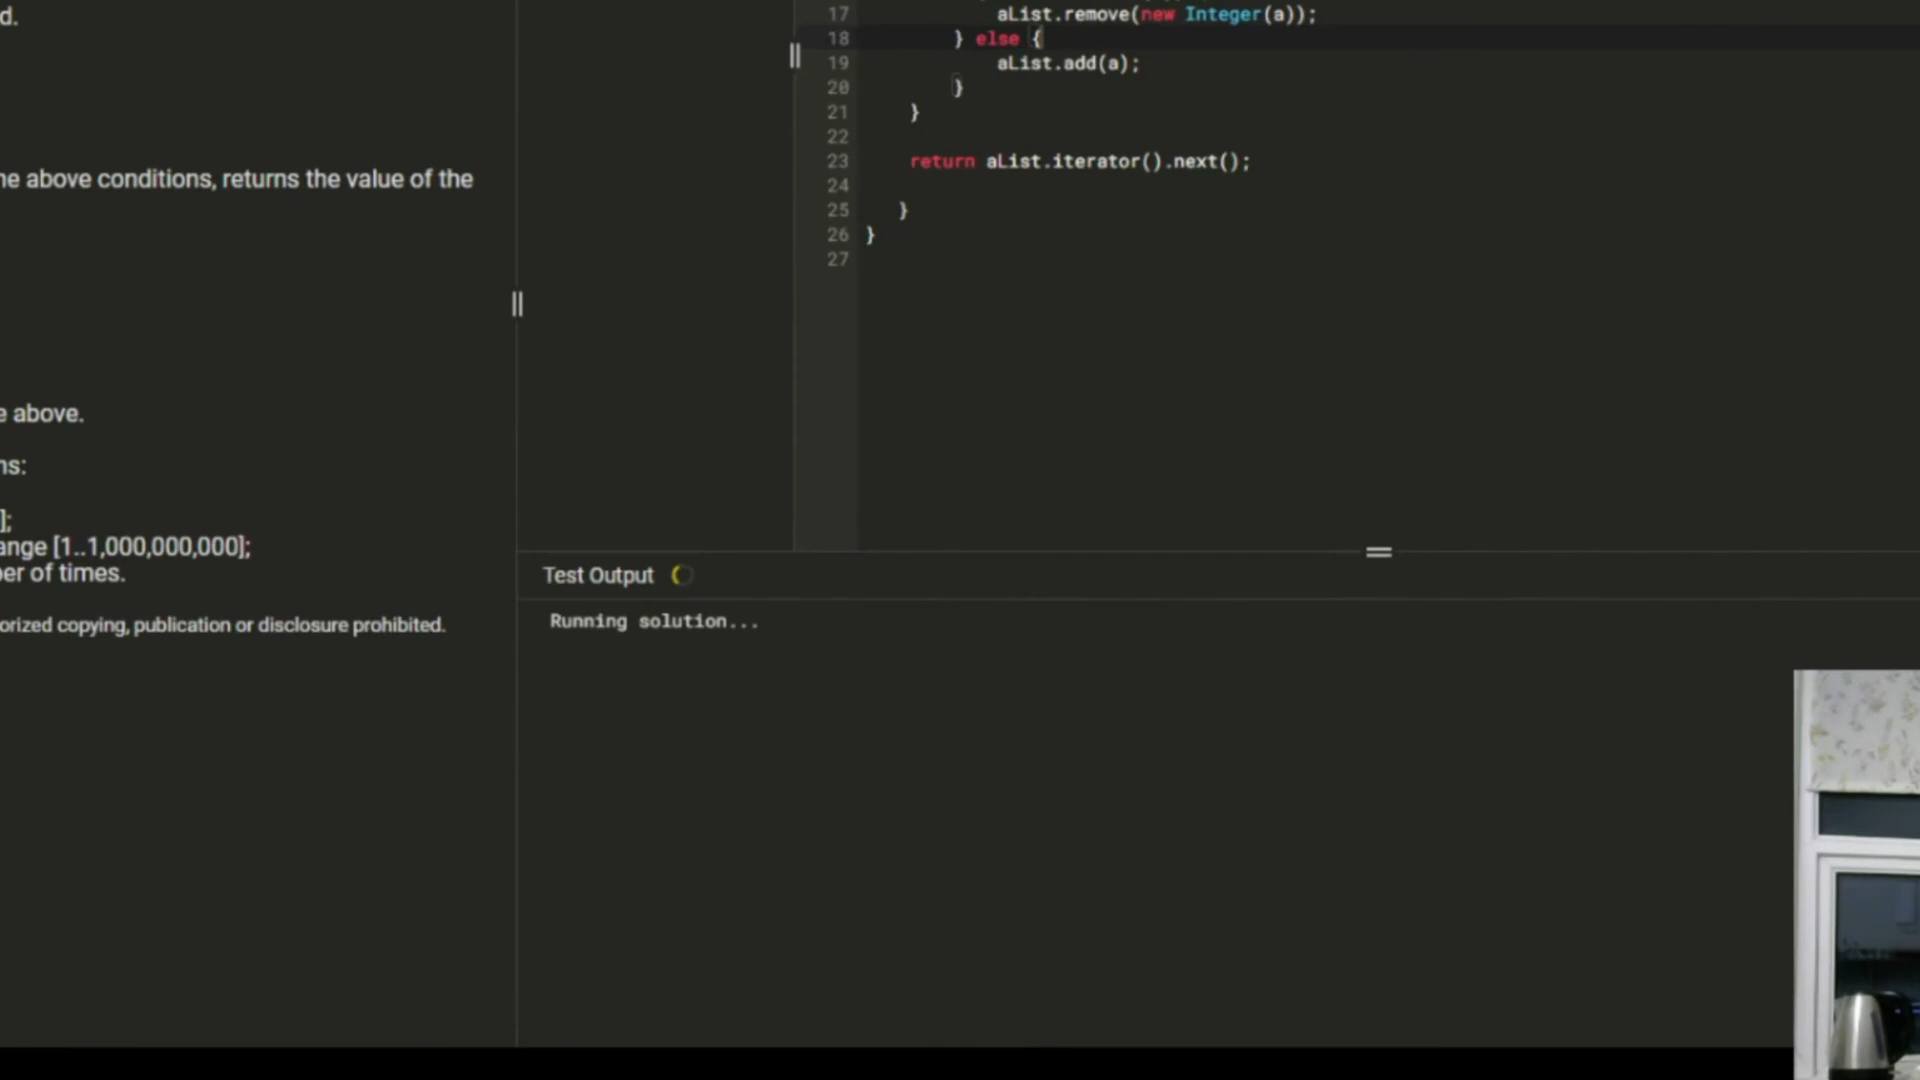 d.
he above conditions, returns the value of the
e above.
ns:
];
ange [1..1,000,000,000];
er of times.
orized copying, publication or disclosure prohibited.
17 aList.remove(new Integer(a));
18 } else {
19 aList.add(a);
20 }
21 }
22
23 return aList.iterator().next();
24
25 }
26 }
27
Test Output
Running solution...